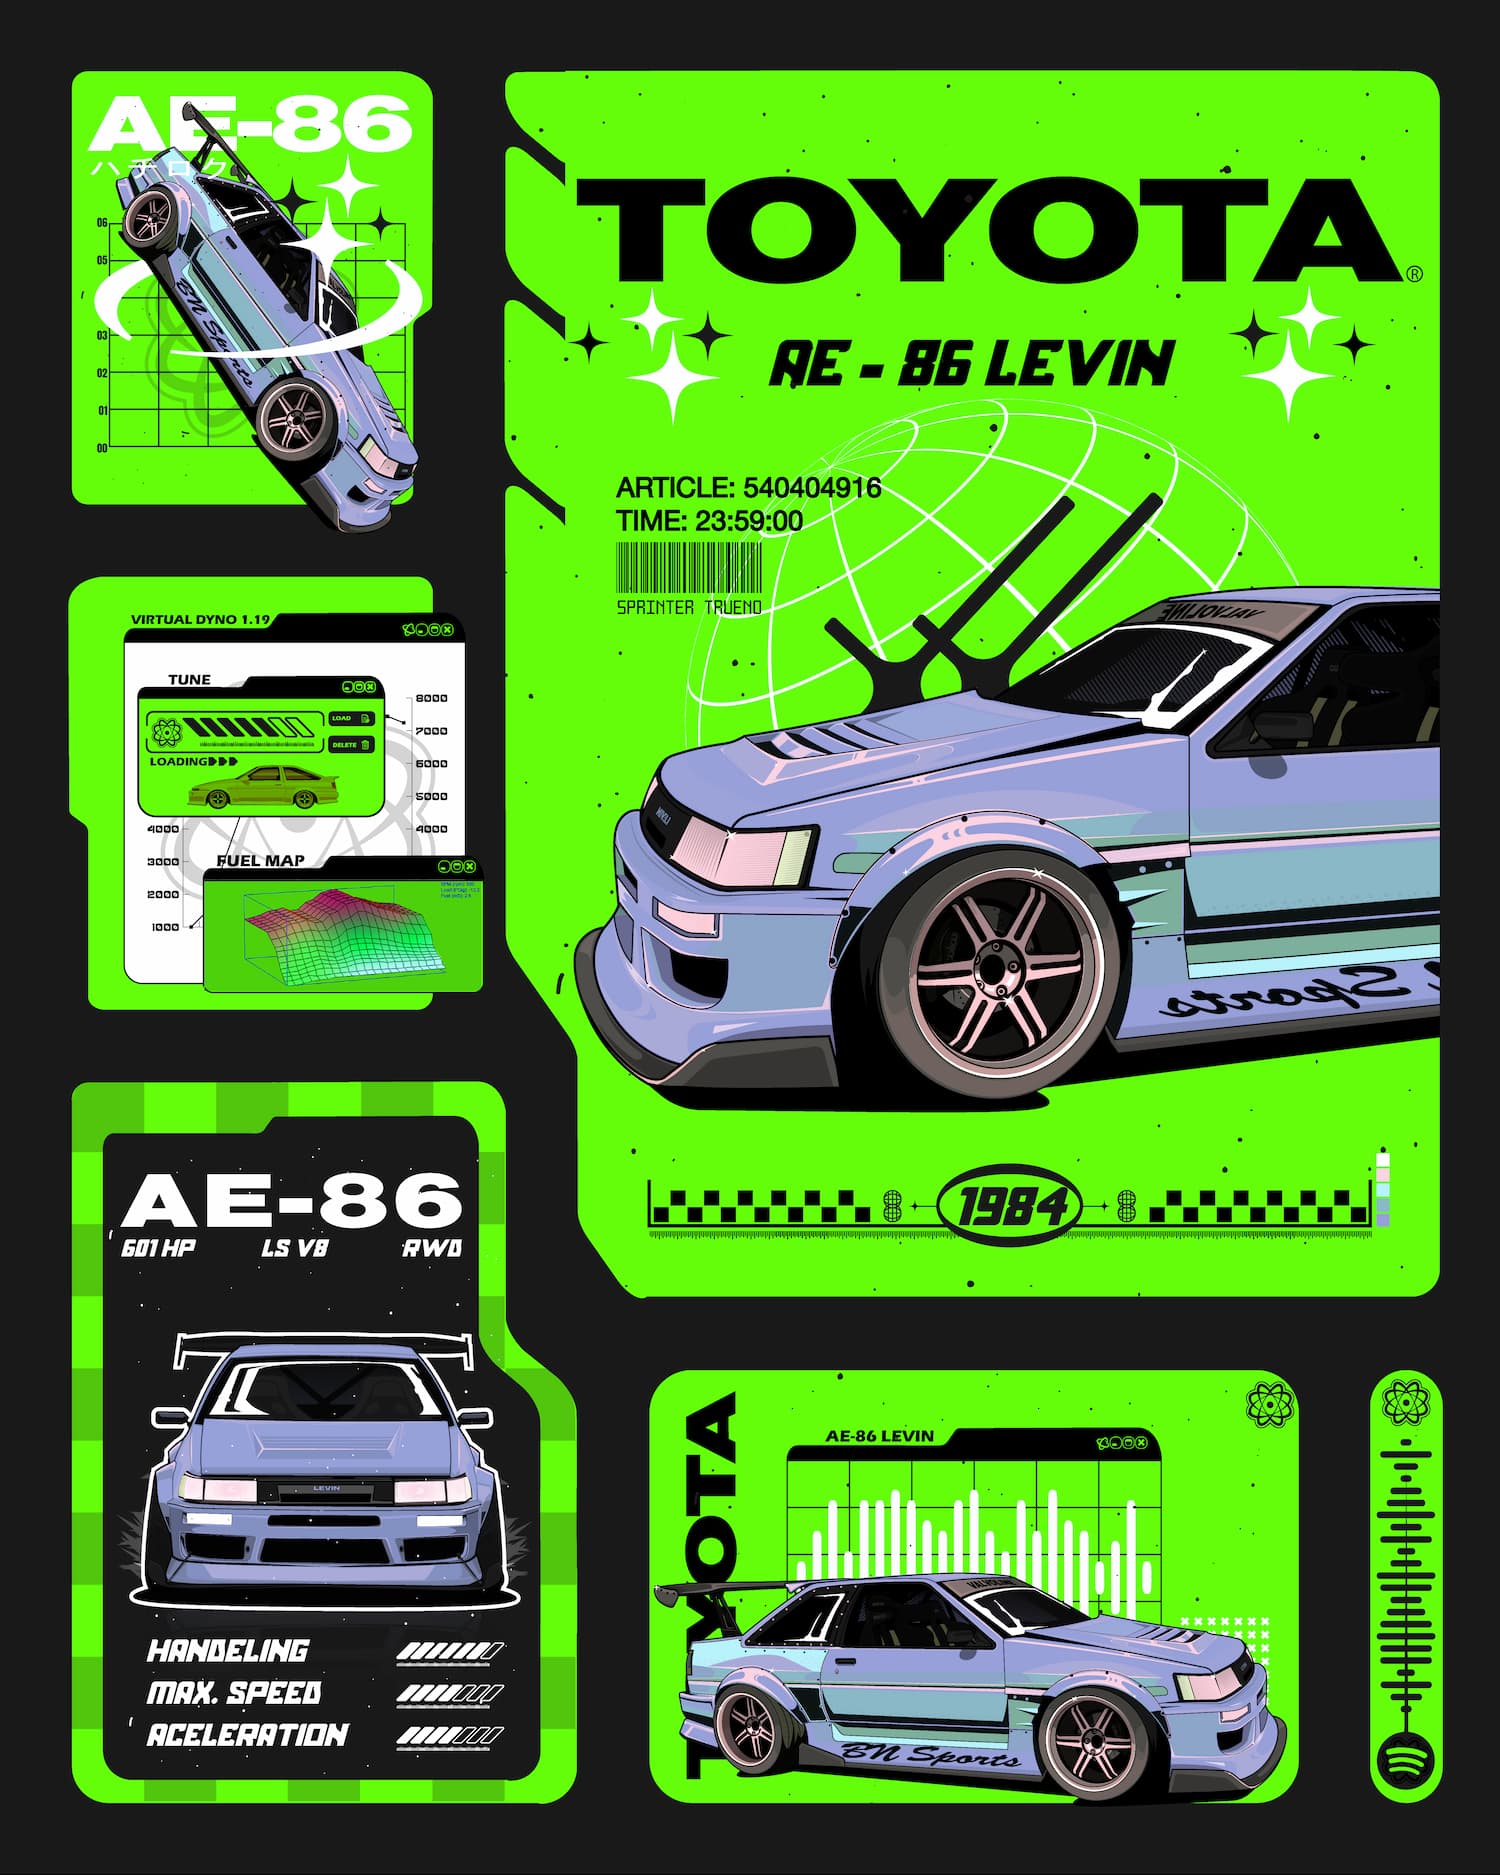 AE-86
ハチロク
06
05
03
02
01
00
BN Sports
TOYOTA®
AE - 86 LEVIN
ARTICLE: 540404916
TIME: 23:59:00
SPRINTER TRUENO
VALVOLINE
LEVIN
Sports
1984
VIRTUAL DYNO 1.19
TUNE
LOAD
DELETE
LOADING
8000
7000
6000
5000
4000
4000
3000
2000
1000
FUEL MAP
AE-86
601 HP LS V8 RWD
LEVIN
HANDELING
MAX. SPEED
ACELERATION
TOYOTA
AE-86 LEVIN
VALVOLINE
BN Sports